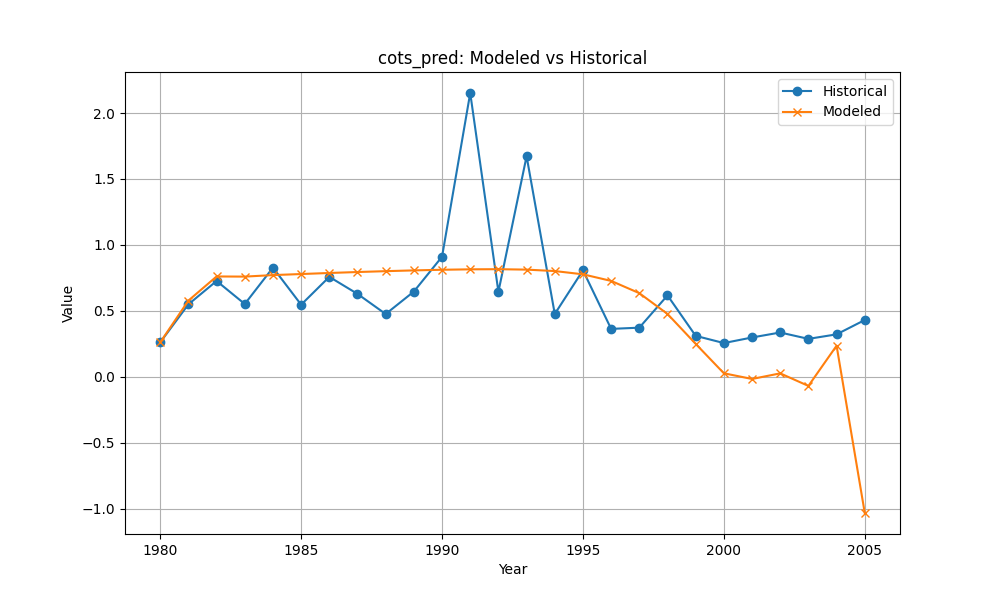 cots_pred: Modeled vs Historical
Historical
Modeled
2.0
1.5
1.0
0.5
0.0
−0.5
−1.0
Value
1980
1985
1990
1995
2000
2005
Year